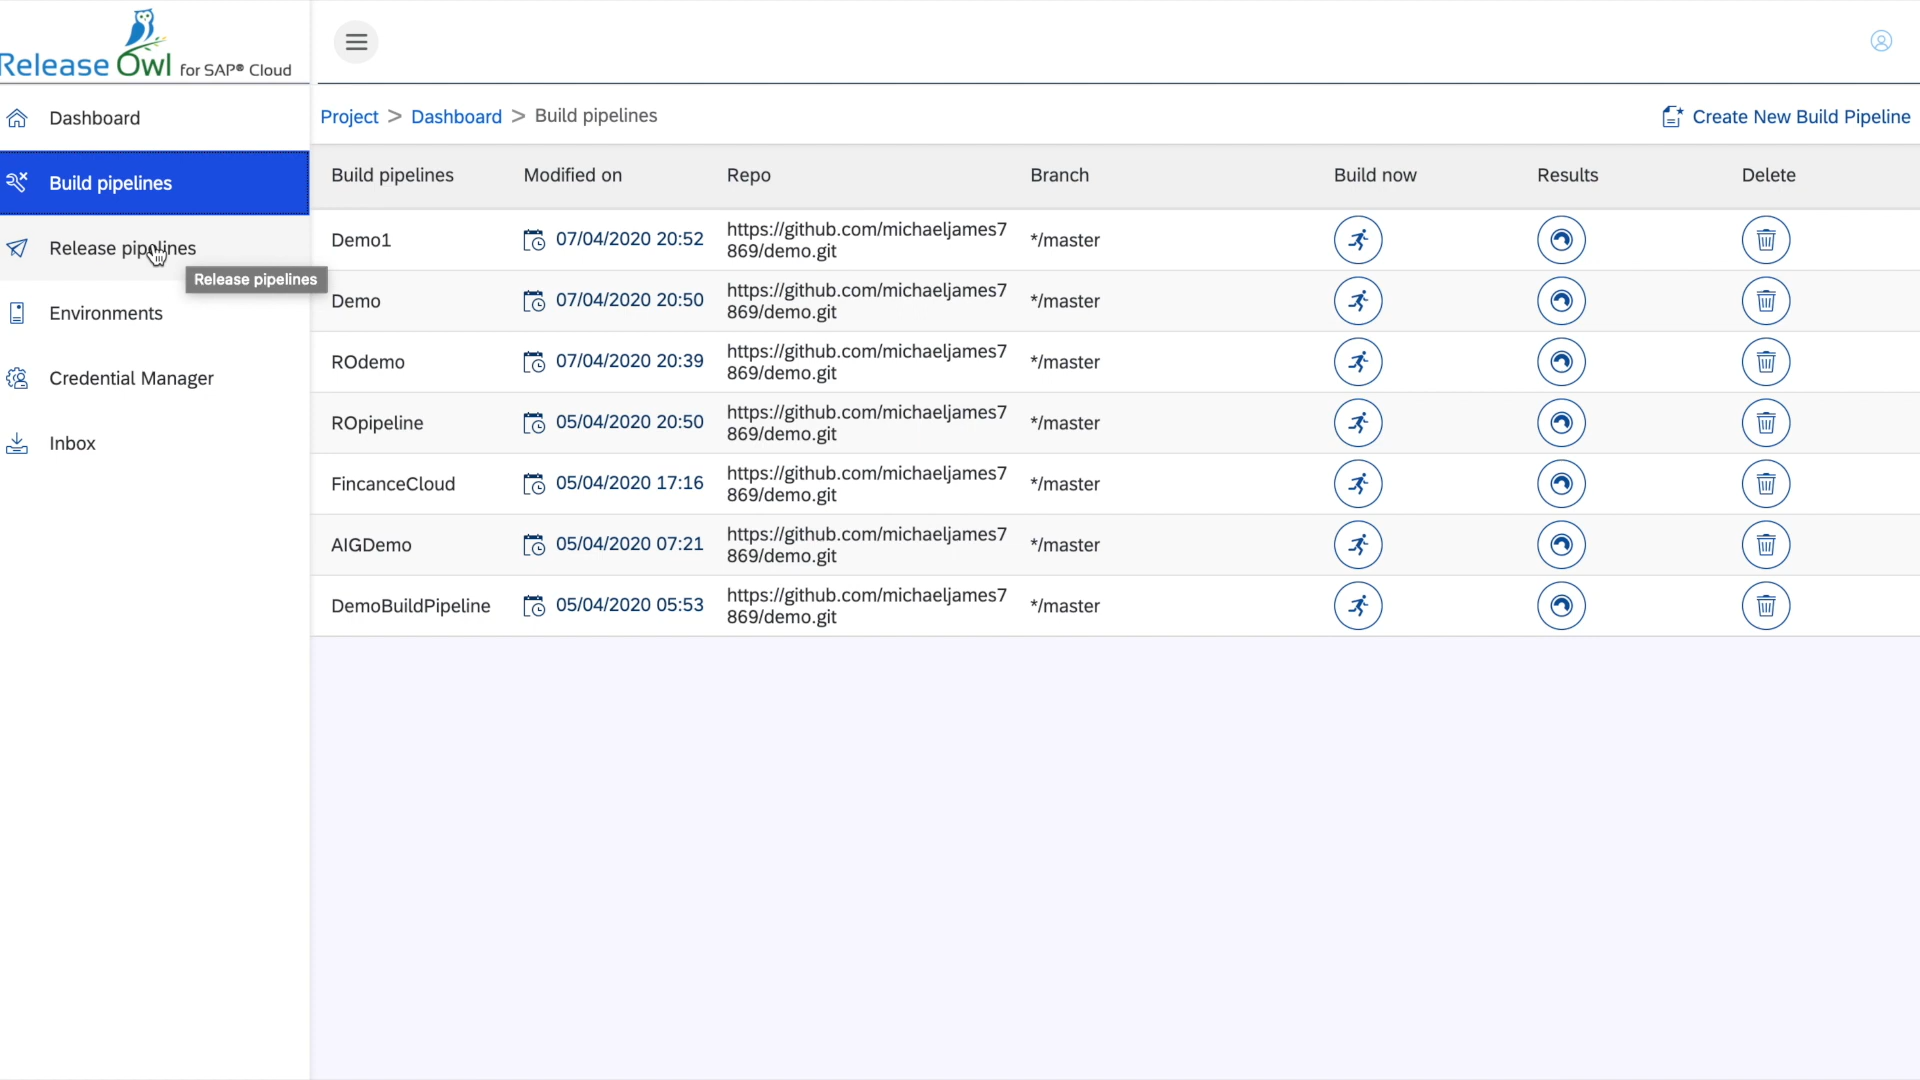 Release Owl for SAP® Cloud
Dashboard
Build pipelines
Release pipelines
Release pipelines
Environments
Credential Manager
Inbox
Project > Dashboard > Build pipelines
Create New Build Pipeline
Build pipelines Modified on Repo Branch Build now Results Delete
Demo1 07/04/2020 20:52 https://github.com/michaeljames7
869/demo.git */master
Demo 07/04/2020 20:50 https://github.com/michaeljames7
869/demo.git */master
ROdemo 07/04/2020 20:39 https://github.com/michaeljames7
869/demo.git */master
ROpipeline 05/04/2020 20:50 https://github.com/michaeljames7
869/demo.git */master
FincanceCloud 05/04/2020 17:16 https://github.com/michaeljames7
869/demo.git */master
AIGDemo 05/04/2020 07:21 https://github.com/michaeljames7
869/demo.git */master
DemoBuildPipeline 05/04/2020 05:53 https://github.com/michaeljames7
869/demo.git */master